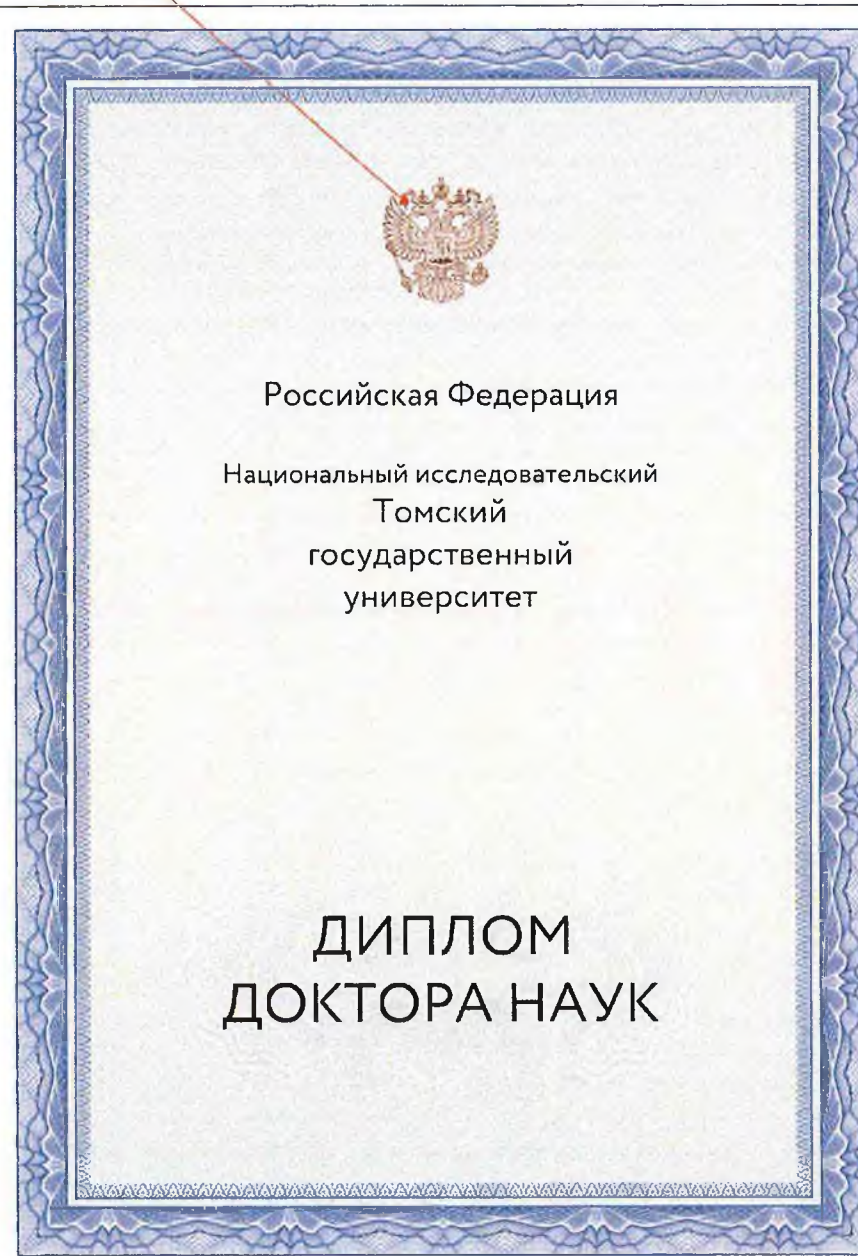 Российская Федерация
Национальный исследовательский
Томский
государственный
университет
ДИПЛОМ
ДОКТОРА НАУК